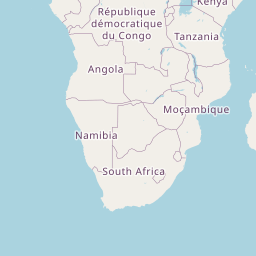 Kenya
République
démocratique
du Congo
Tanzania
Angola
Moçambique
Namibia
South Africa